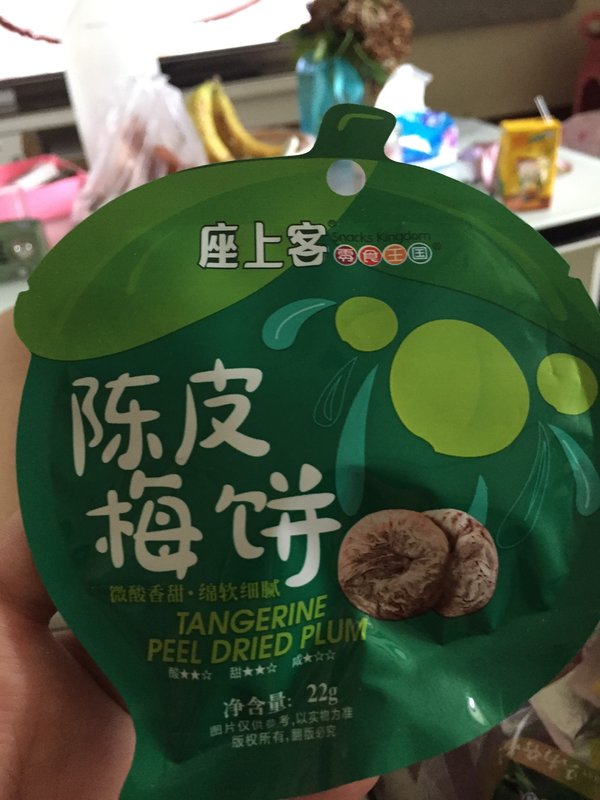 座上客® Snacks Kingdom
零食王国®
陈皮
梅饼
微酸香甜·绵软细腻
TANGERINE
PEEL DRIED PLUM
酸★★☆ 甜★★☆ 咸★☆☆
净含量: 22g
图片仅供参考,以实物为准
版权所有,翻版必究